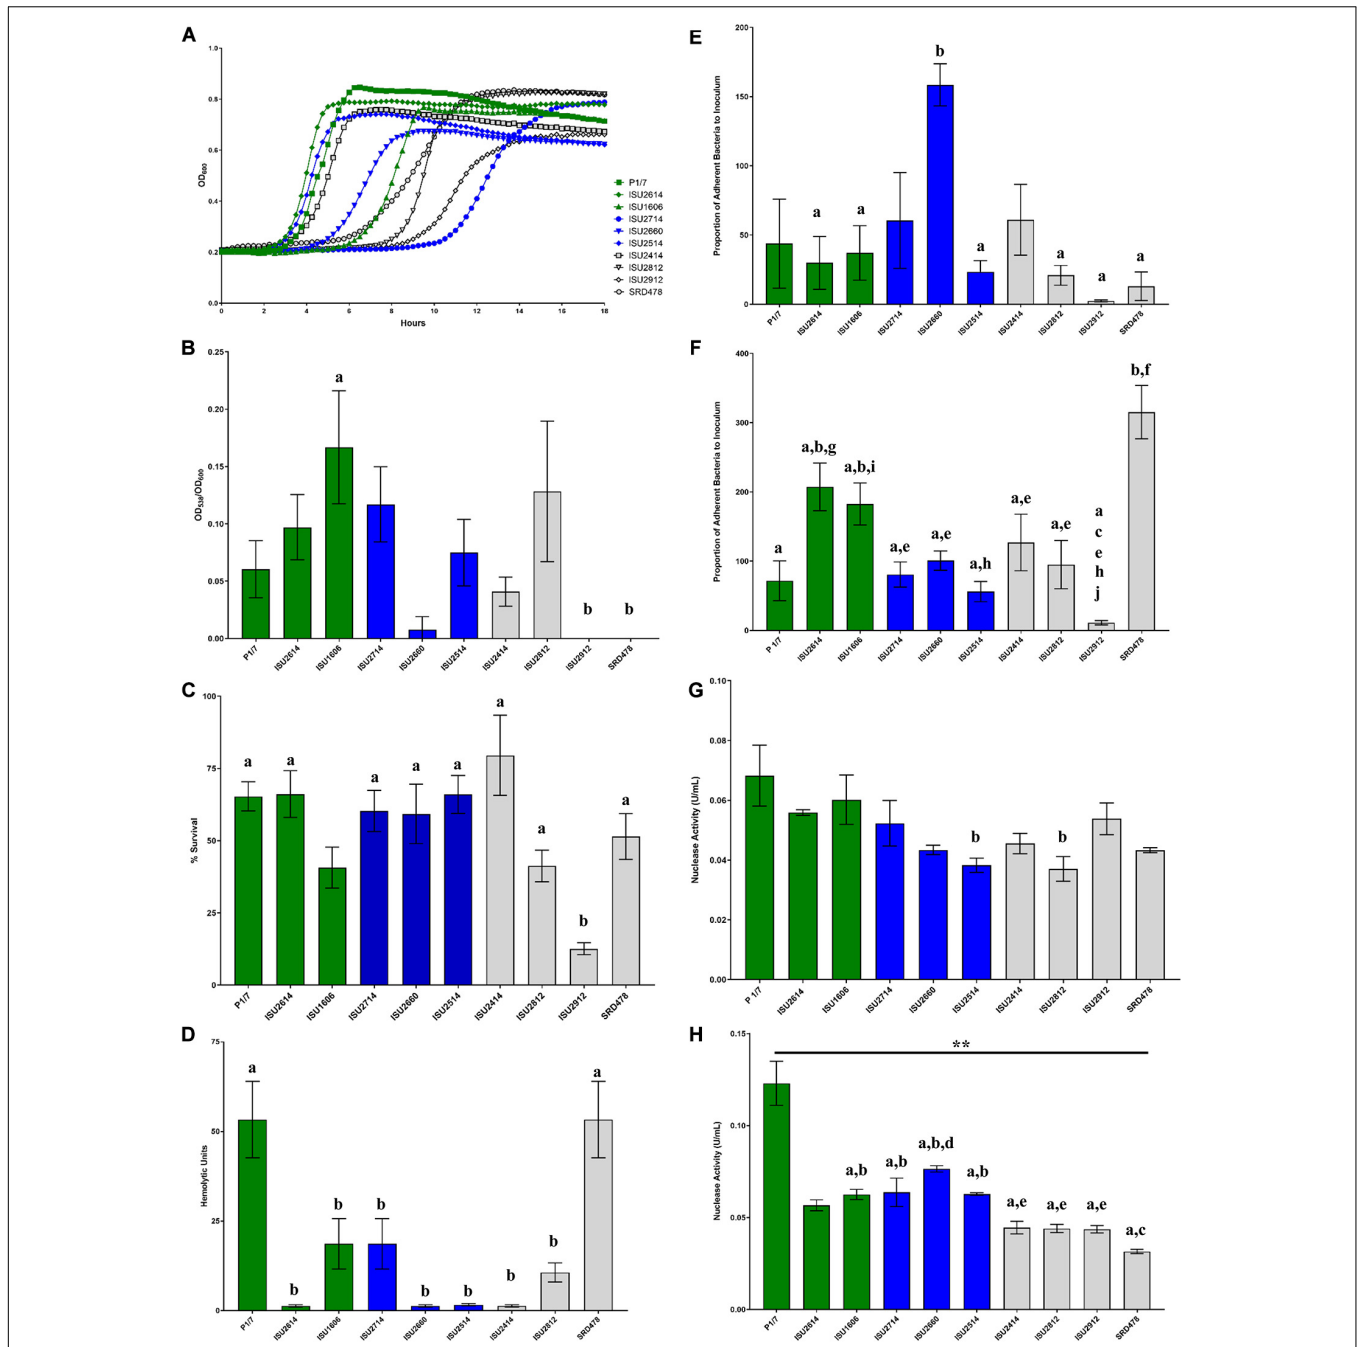 A
1.0
0.8
0.6
0.4
0.2
0.0
OD600
0 2 4 6 8 10 12 14 16 18
Hours
P1/7
ISU2614
ISU1606
ISU2714
ISU2660
ISU2514
ISU2414
ISU2812
ISU2912
SRD478
B
0.25
0.20
0.15
0.10
0.05
0.00
OD538/OD600
a b b
P1/7 ISU2614 ISU1606 ISU2714 ISU2660 ISU2514 ISU2414 ISU2812 ISU2912 SRD478
C
100
75
50
25
0
% Survival
a a a a a a a b a
P1/7 ISU2614 ISU1606 ISU2714 ISU2660 ISU2514 ISU2414 ISU2812 ISU2912 SRD478
D
75
50
25
0
Hemolytic Units
a b b b b b b b a
P1/7 ISU2614 ISU1606 ISU2714 ISU2660 ISU2514 ISU2414 ISU2812 SRD478
E
200
150
100
50
0
Proportion of Adherent Bacteria to Inoculum
a a b a a a a
P1/7 ISU2614 ISU1606 ISU2714 ISU2660 ISU2514 ISU2414 ISU2812 ISU2912 SRD478
F
400
300
200
100
0
Proportion of Adherent Bacteria to Inoculum
a a,b,g a,b,i a,e a,e a,h a,e a,e
a
c
e
h
j
b,f
P 1/7 ISU2614 ISU1606 ISU2714 ISU2660 ISU2514 ISU2414 ISU2812 ISU2912 SRD478
G
0.10
0.08
0.06
0.04
0.02
0.00
Nuclease Activity (U/mL)
b b
P 1/7 ISU2614 ISU1606 ISU2714 ISU2660 ISU2514 ISU2414 ISU2812 ISU2912 SRD478
H
0.15
0.10
0.05
0.00
Nuclease Activity (U/mL)
**
a,b a,b a,b,d a,b a,e a,e a,e a,c
P1/7 ISU2614 ISU1606 ISU2714 ISU2660 ISU2514 ISU2414 ISU2812 ISU2912 SRD478